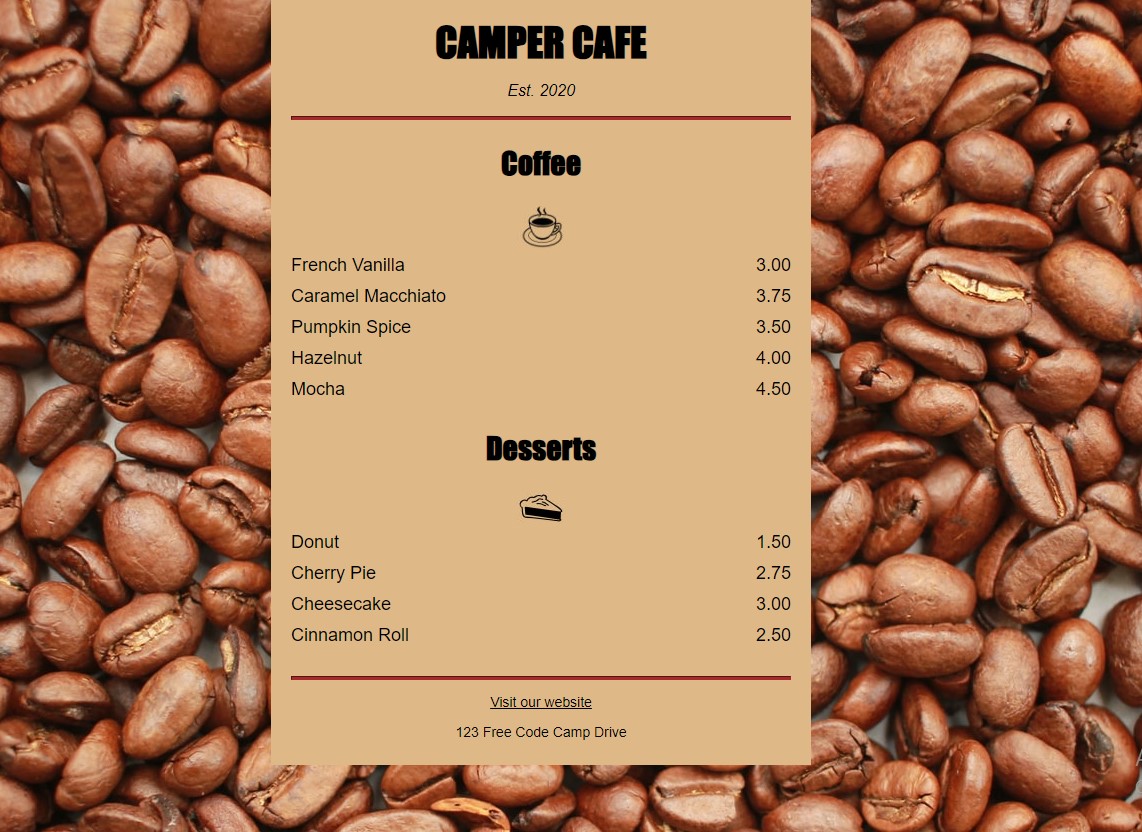 CAMPER CAFE
Est. 2020
Coffee
French Vanilla 3.00
Caramel Macchiato 3.75
Pumpkin Spice 3.50
Hazelnut 4.00
Mocha 4.50
Desserts
Donut 1.50
Cherry Pie 2.75
Cheesecake 3.00
Cinnamon Roll 2.50
Visit our website
123 Free Code Camp Drive